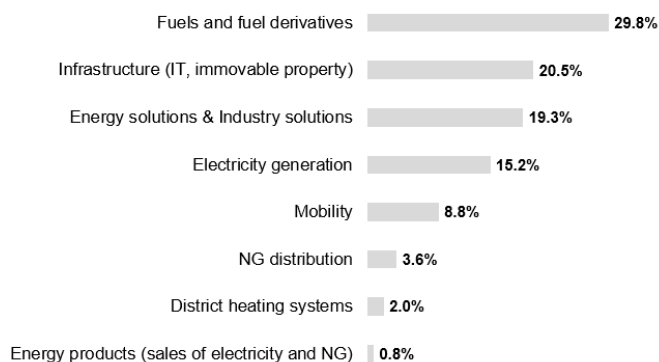 Fuels and fuel derivatives 29.8%
Infrastructure (IT, immovable property) 20.5%
Energy solutions & Industry solutions 19.3%
Electricity generation 15.2%
Mobility 8.8%
NG distribution 3.6%
District heating systems 2.0%
Energy products (sales of electricity and NG) 0.8%